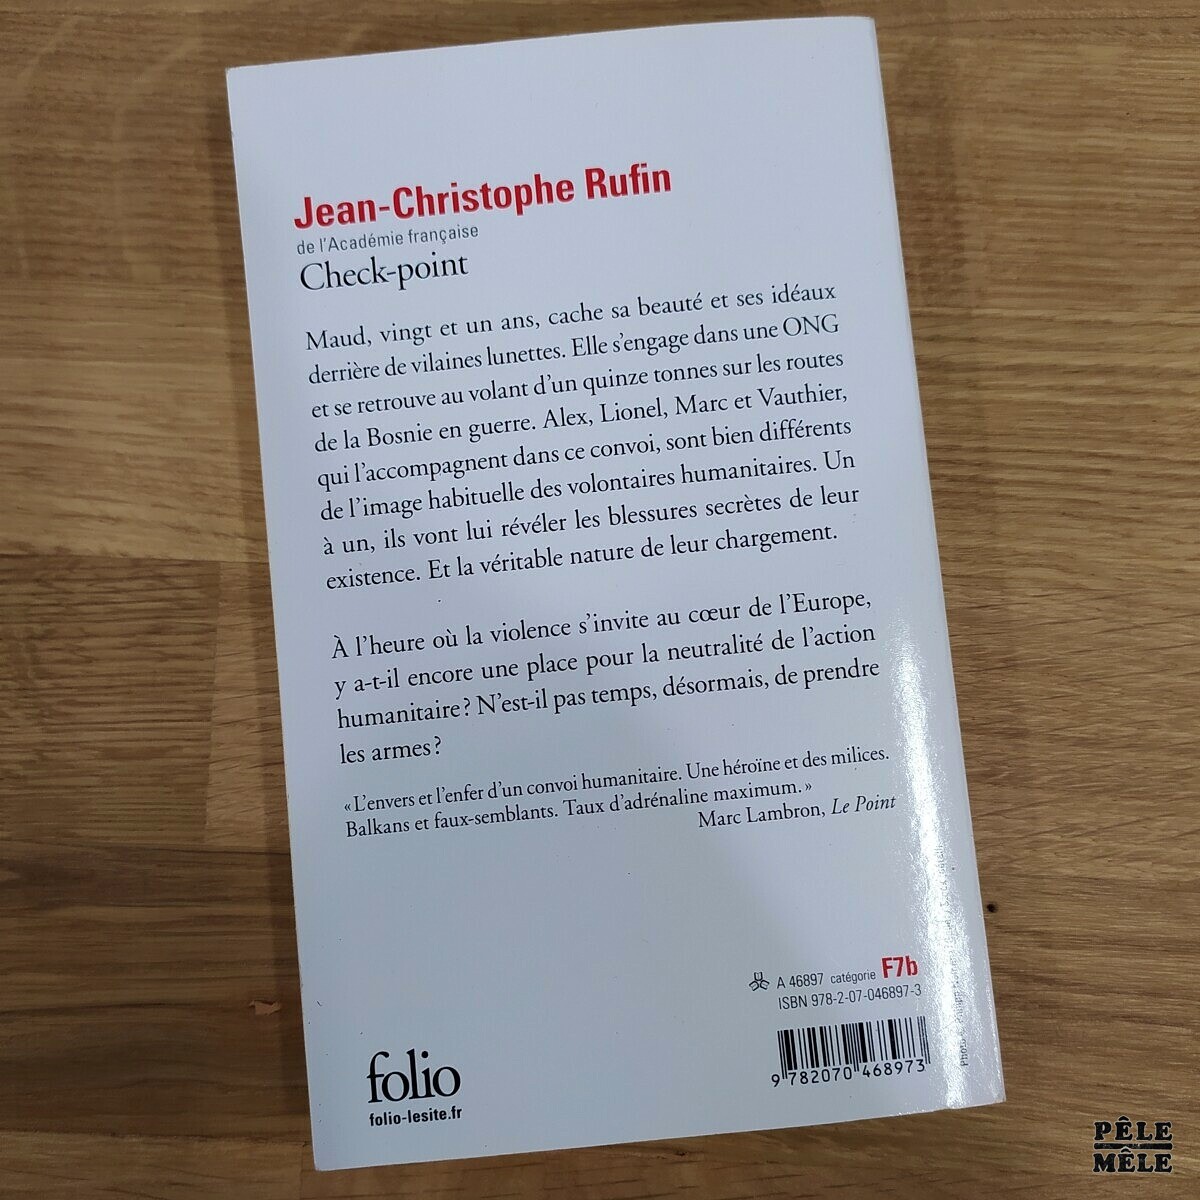 Jean-Christophe Rufin
de l'Académie française
Check-point
Maud, vingt et un ans, cache sa beauté et ses idéaux
derrière de vilaines lunettes. Elle s'engage dans une ONG
et se retrouve au volant d'un quinze tonnes sur les routes
de la Bosnie en guerre. Alex, Lionel, Marc et Vauthier,
qui l'accompagnent dans ce convoi, sont bien différents
de l'image habituelle des volontaires humanitaires. Un
à un, ils vont lui révéler les blessures secrètes de leur
existence. Et la véritable nature de leur chargement.
À l'heure où la violence s'invite au cœur de l'Europe,
y a-t-il encore une place pour la neutralité de l'action
humanitaire ? N'est-il pas temps, désormais, de prendre
les armes ?
« L'envers et l'enfer d'un convoi humanitaire. Une héroïne et des milices.
Balkans et faux-semblants. Taux d'adrénaline maximum. »
Marc Lambron, Le Point
A 46897 catégorie F7b
ISBN 978-2-07-046897-3
9 782070 468973
folio
folio-lesite.fr
Photo
PÊLE
MÊLE